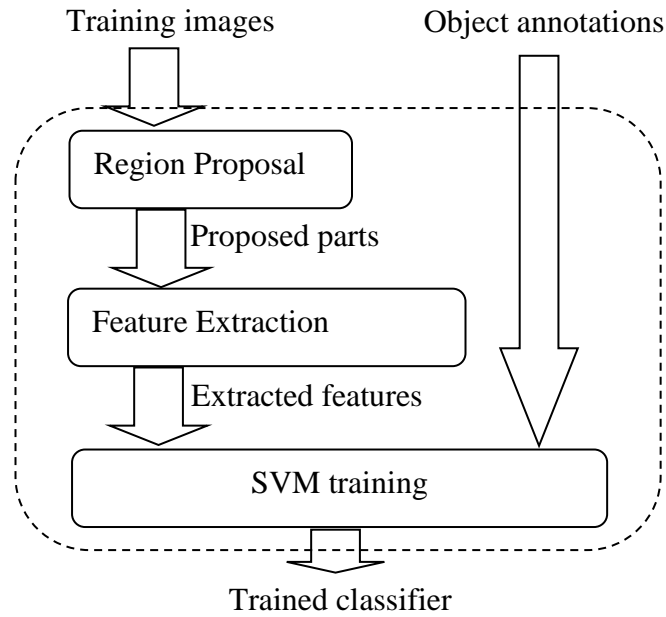 Training images
Object annotations
Region Proposal
Proposed parts
Feature Extraction
Extracted features
SVM training
Trained classifier